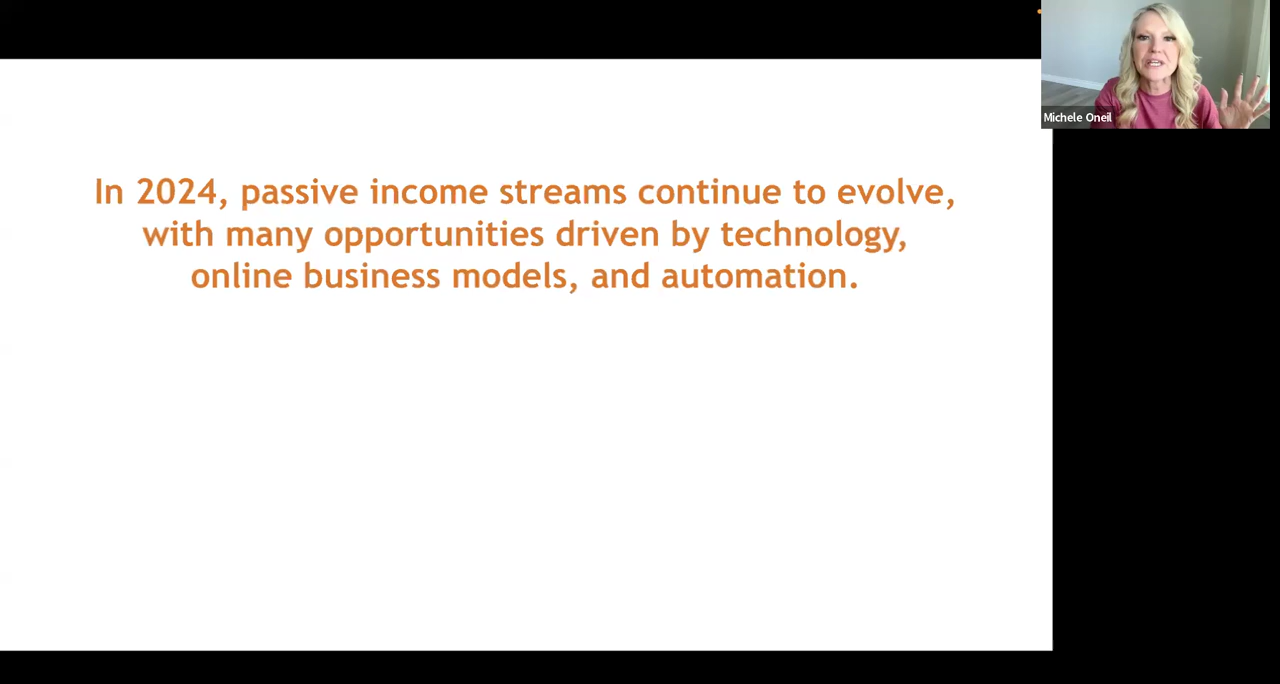 In 2024, passive income streams continue to evolve,
with many opportunities driven by technology,
online business models, and automation.
Michele Oneil